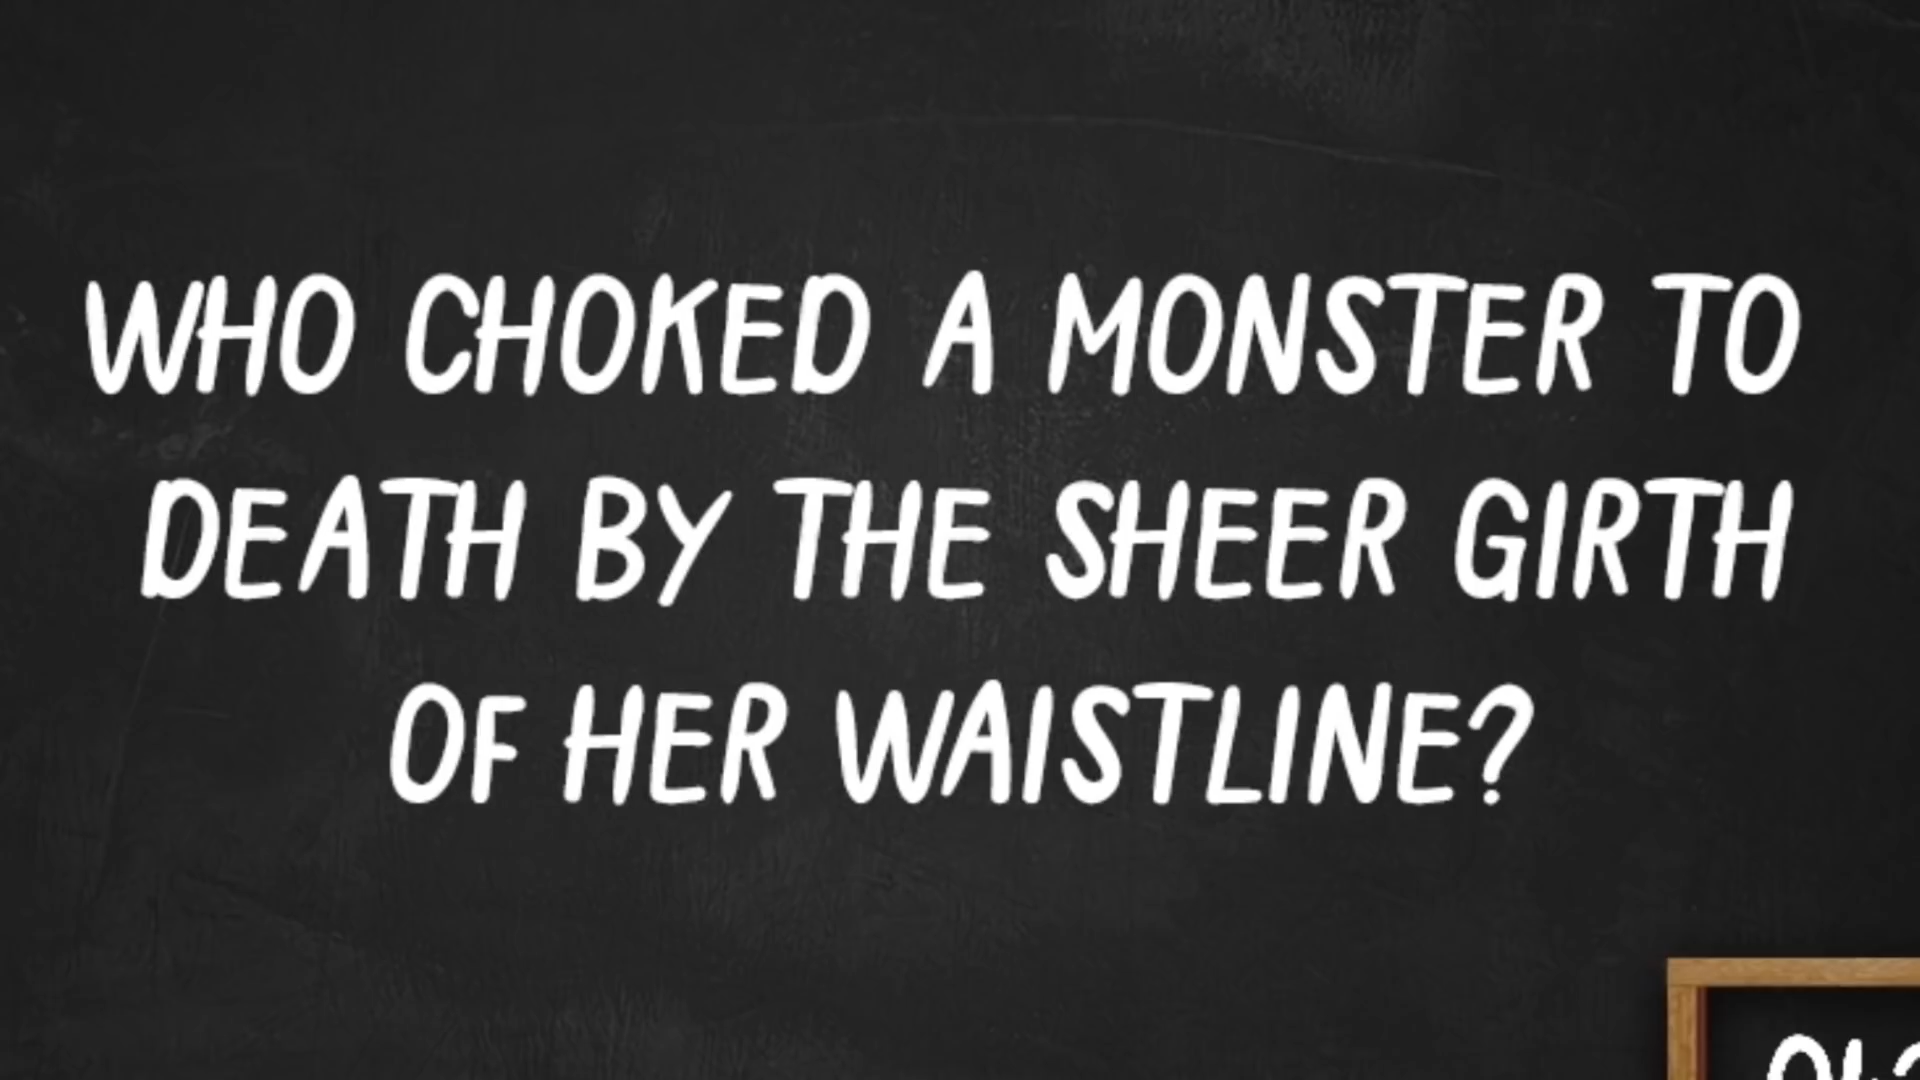 WHO CHOKED A MONSTER TO
DEATH BY THE SHEER GIRTH
OF HER WAISTLINE?